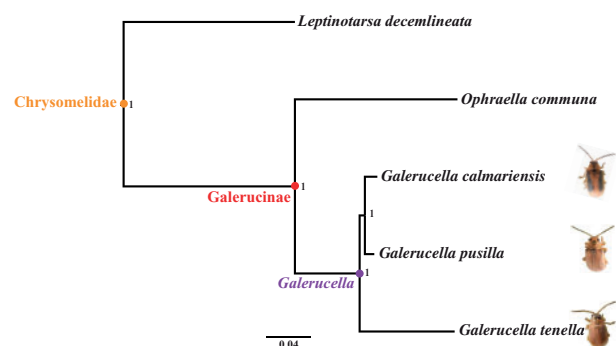 Leptinotarsa decemlineata
Ophraella communa
Chrysomelidae 1
Galerucella calmariensis
Galerucinae 1
1
Galerucella pusilla
Galerucella 1
Galerucella tenella
0.04